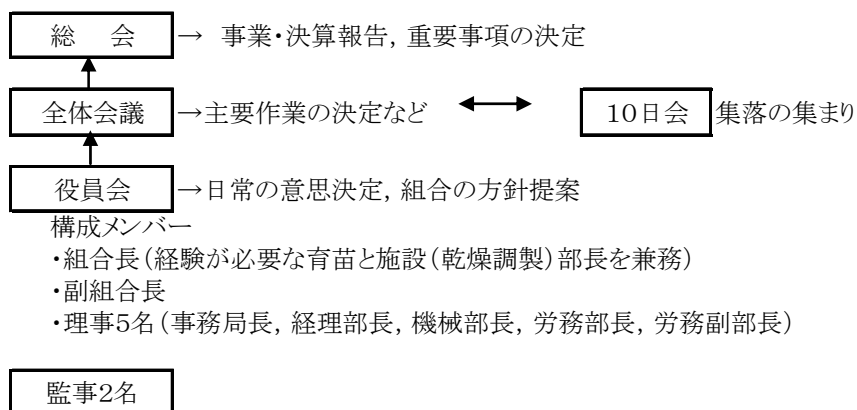 総　会 → 事業・決算報告，重要事項の決定
全体会議 →主要作業の決定など ⟷ 10日会 集落の集まり
役員会 →日常の意思決定，組合の方針提案
構成メンバー
・組合長（経験が必要な育苗と施設（乾燥調製）部長を兼務）
・副組合長
・理事5名（事務局長，経理部長，機械部長，労務部長，労務副部長）
監事2名